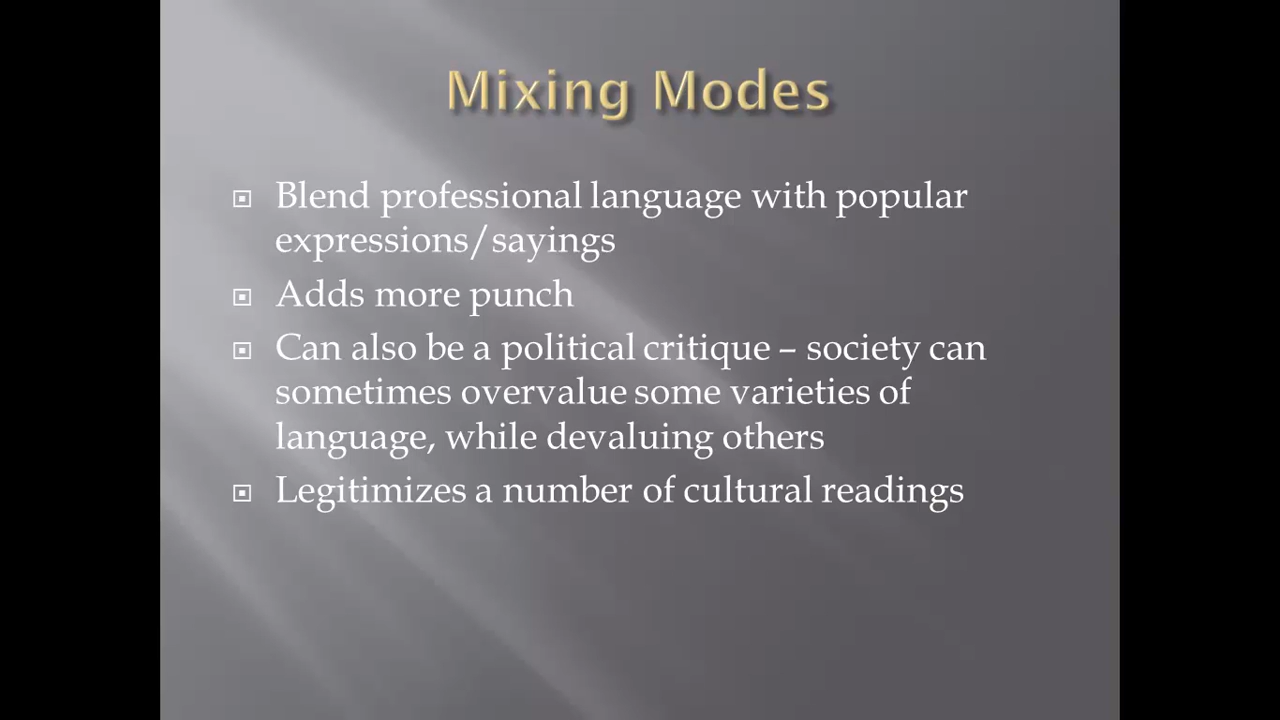 Mixing Modes
Blend professional language with popular
expressions/sayings
Adds more punch
Can also be a political critique – society can
sometimes overvalue some varieties of
language, while devaluing others
Legitimizes a number of cultural readings